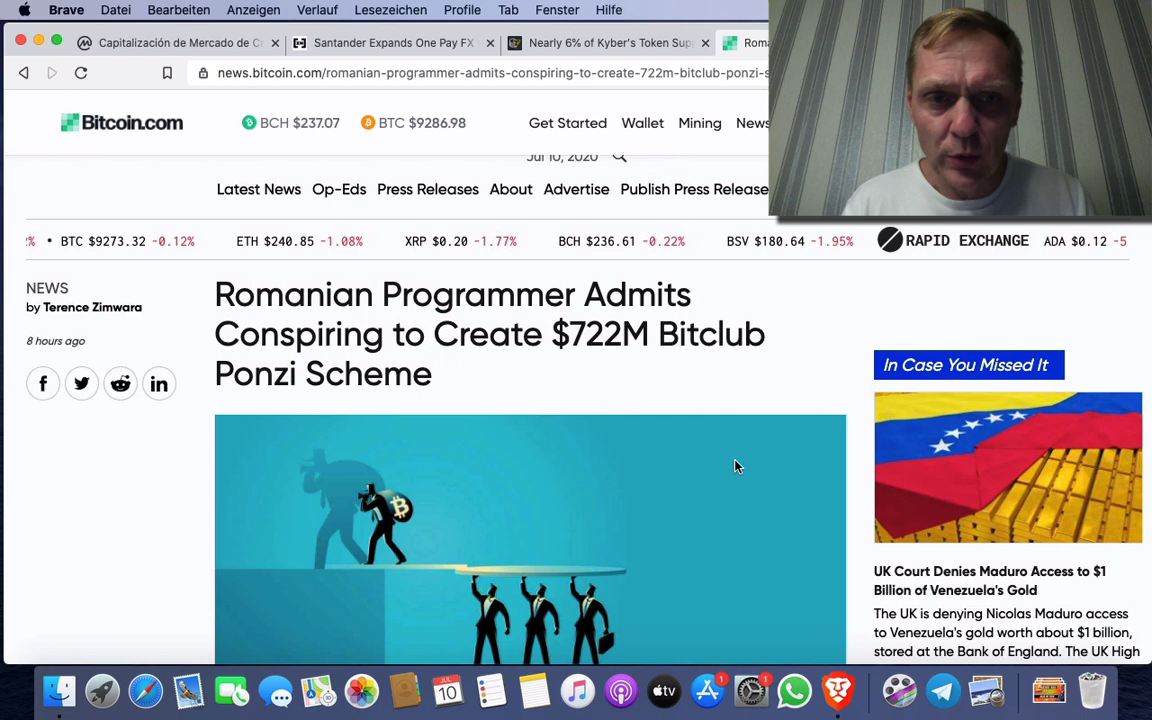 Brave Datei Bearbeiten Anzeigen Verlauf Lesezeichen Profile Tab Fenster Hilfe
Capitalización de Mercado de C
Santander Expands One Pay FX
Nearly 6% of Kyber's Token Sup
Roma
news.bitcoin.com/romanian-programmer-admits-conspiring-to-create-722m-bitclub-ponzi-s
Bitcoin.com
BCH $237.07
BTC $9286.98
Get Started Wallet Mining News
Jul 10, 2020
Latest News Op-Eds Press Releases About Advertise Publish Press Release
% • BTC $9273.32 -0.12% ETH $240.85 -1.08% XRP $0.20 -1.77% BCH $236.61 -0.22% BSV $180.64 -1.95% RAPID EXCHANGE ADA $0.12 -5
NEWS
by Terence Zimwara
8 hours ago
Romanian Programmer Admits
Conspiring to Create $722M Bitclub
Ponzi Scheme
In Case You Missed It
UK Court Denies Maduro Access to $1
Billion of Venezuela's Gold
The UK is denying Nicolas Maduro access
to Venezuela's gold worth about $1 billion,
stored at the Bank of England. The UK High
JUL
10
tv
1
1